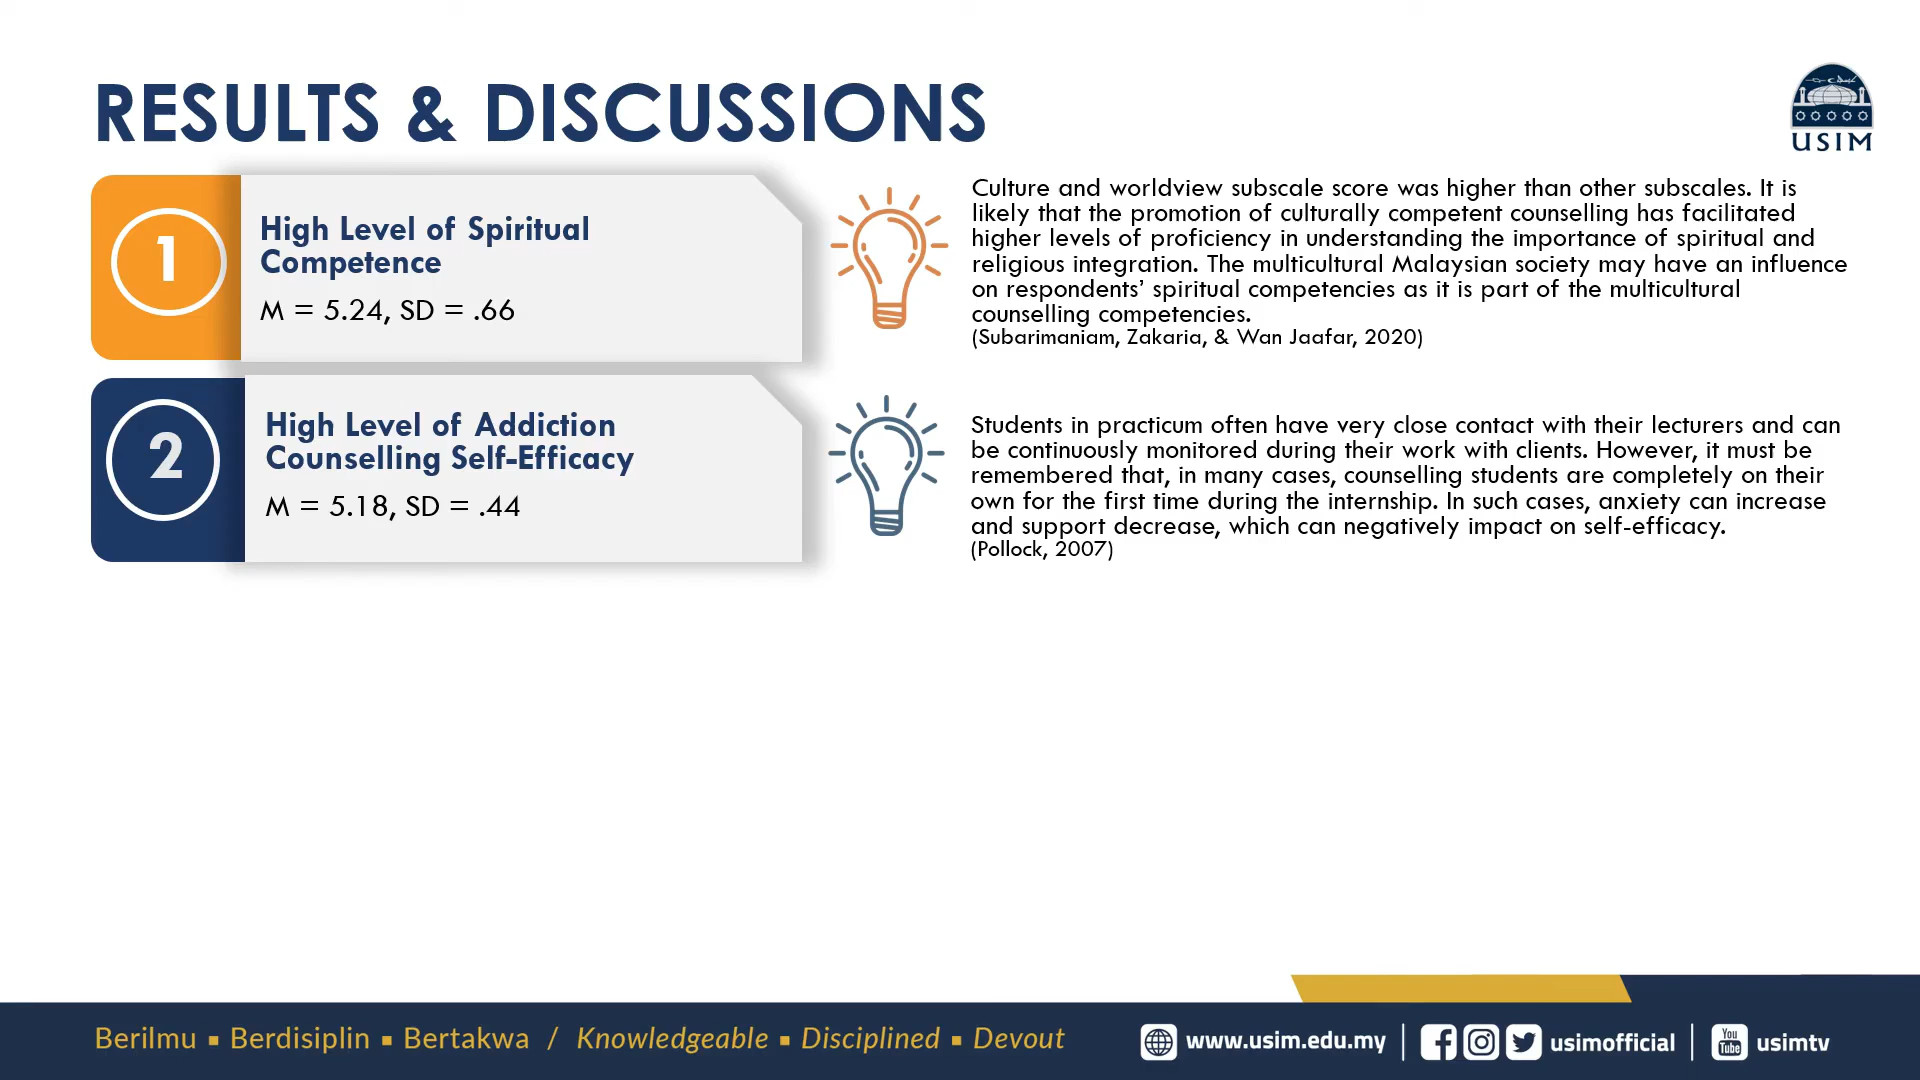 RESULTS & DISCUSSIONS
USIM
1
High Level of Spiritual
Competence
M = 5.24, SD = .66
Culture and worldview subscale score was higher than other subscales. It is
likely that the promotion of culturally competent counselling has facilitated
higher levels of proficiency in understanding the importance of spiritual and
religious integration. The multicultural Malaysian society may have an influence
on respondents’ spiritual competencies as it is part of the multicultural
counselling competencies.
(Subarimaniam, Zakaria, & Wan Jaafar, 2020)
2
High Level of Addiction
Counselling Self-Efficacy
M = 5.18, SD = .44
Students in practicum often have very close contact with their lecturers and can
be continuously monitored during their work with clients. However, it must be
remembered that, in many cases, counselling students are completely on their
own for the first time during the internship. In such cases, anxiety can increase
and support decrease, which can negatively impact on self-efficacy.
(Pollock, 2007)
Berilmu ▪ Berdisiplin ▪ Bertakwa / Knowledgeable ▪ Disciplined ▪ Devout
www.usim.edu.my | usimofficial | You Tube usimtv